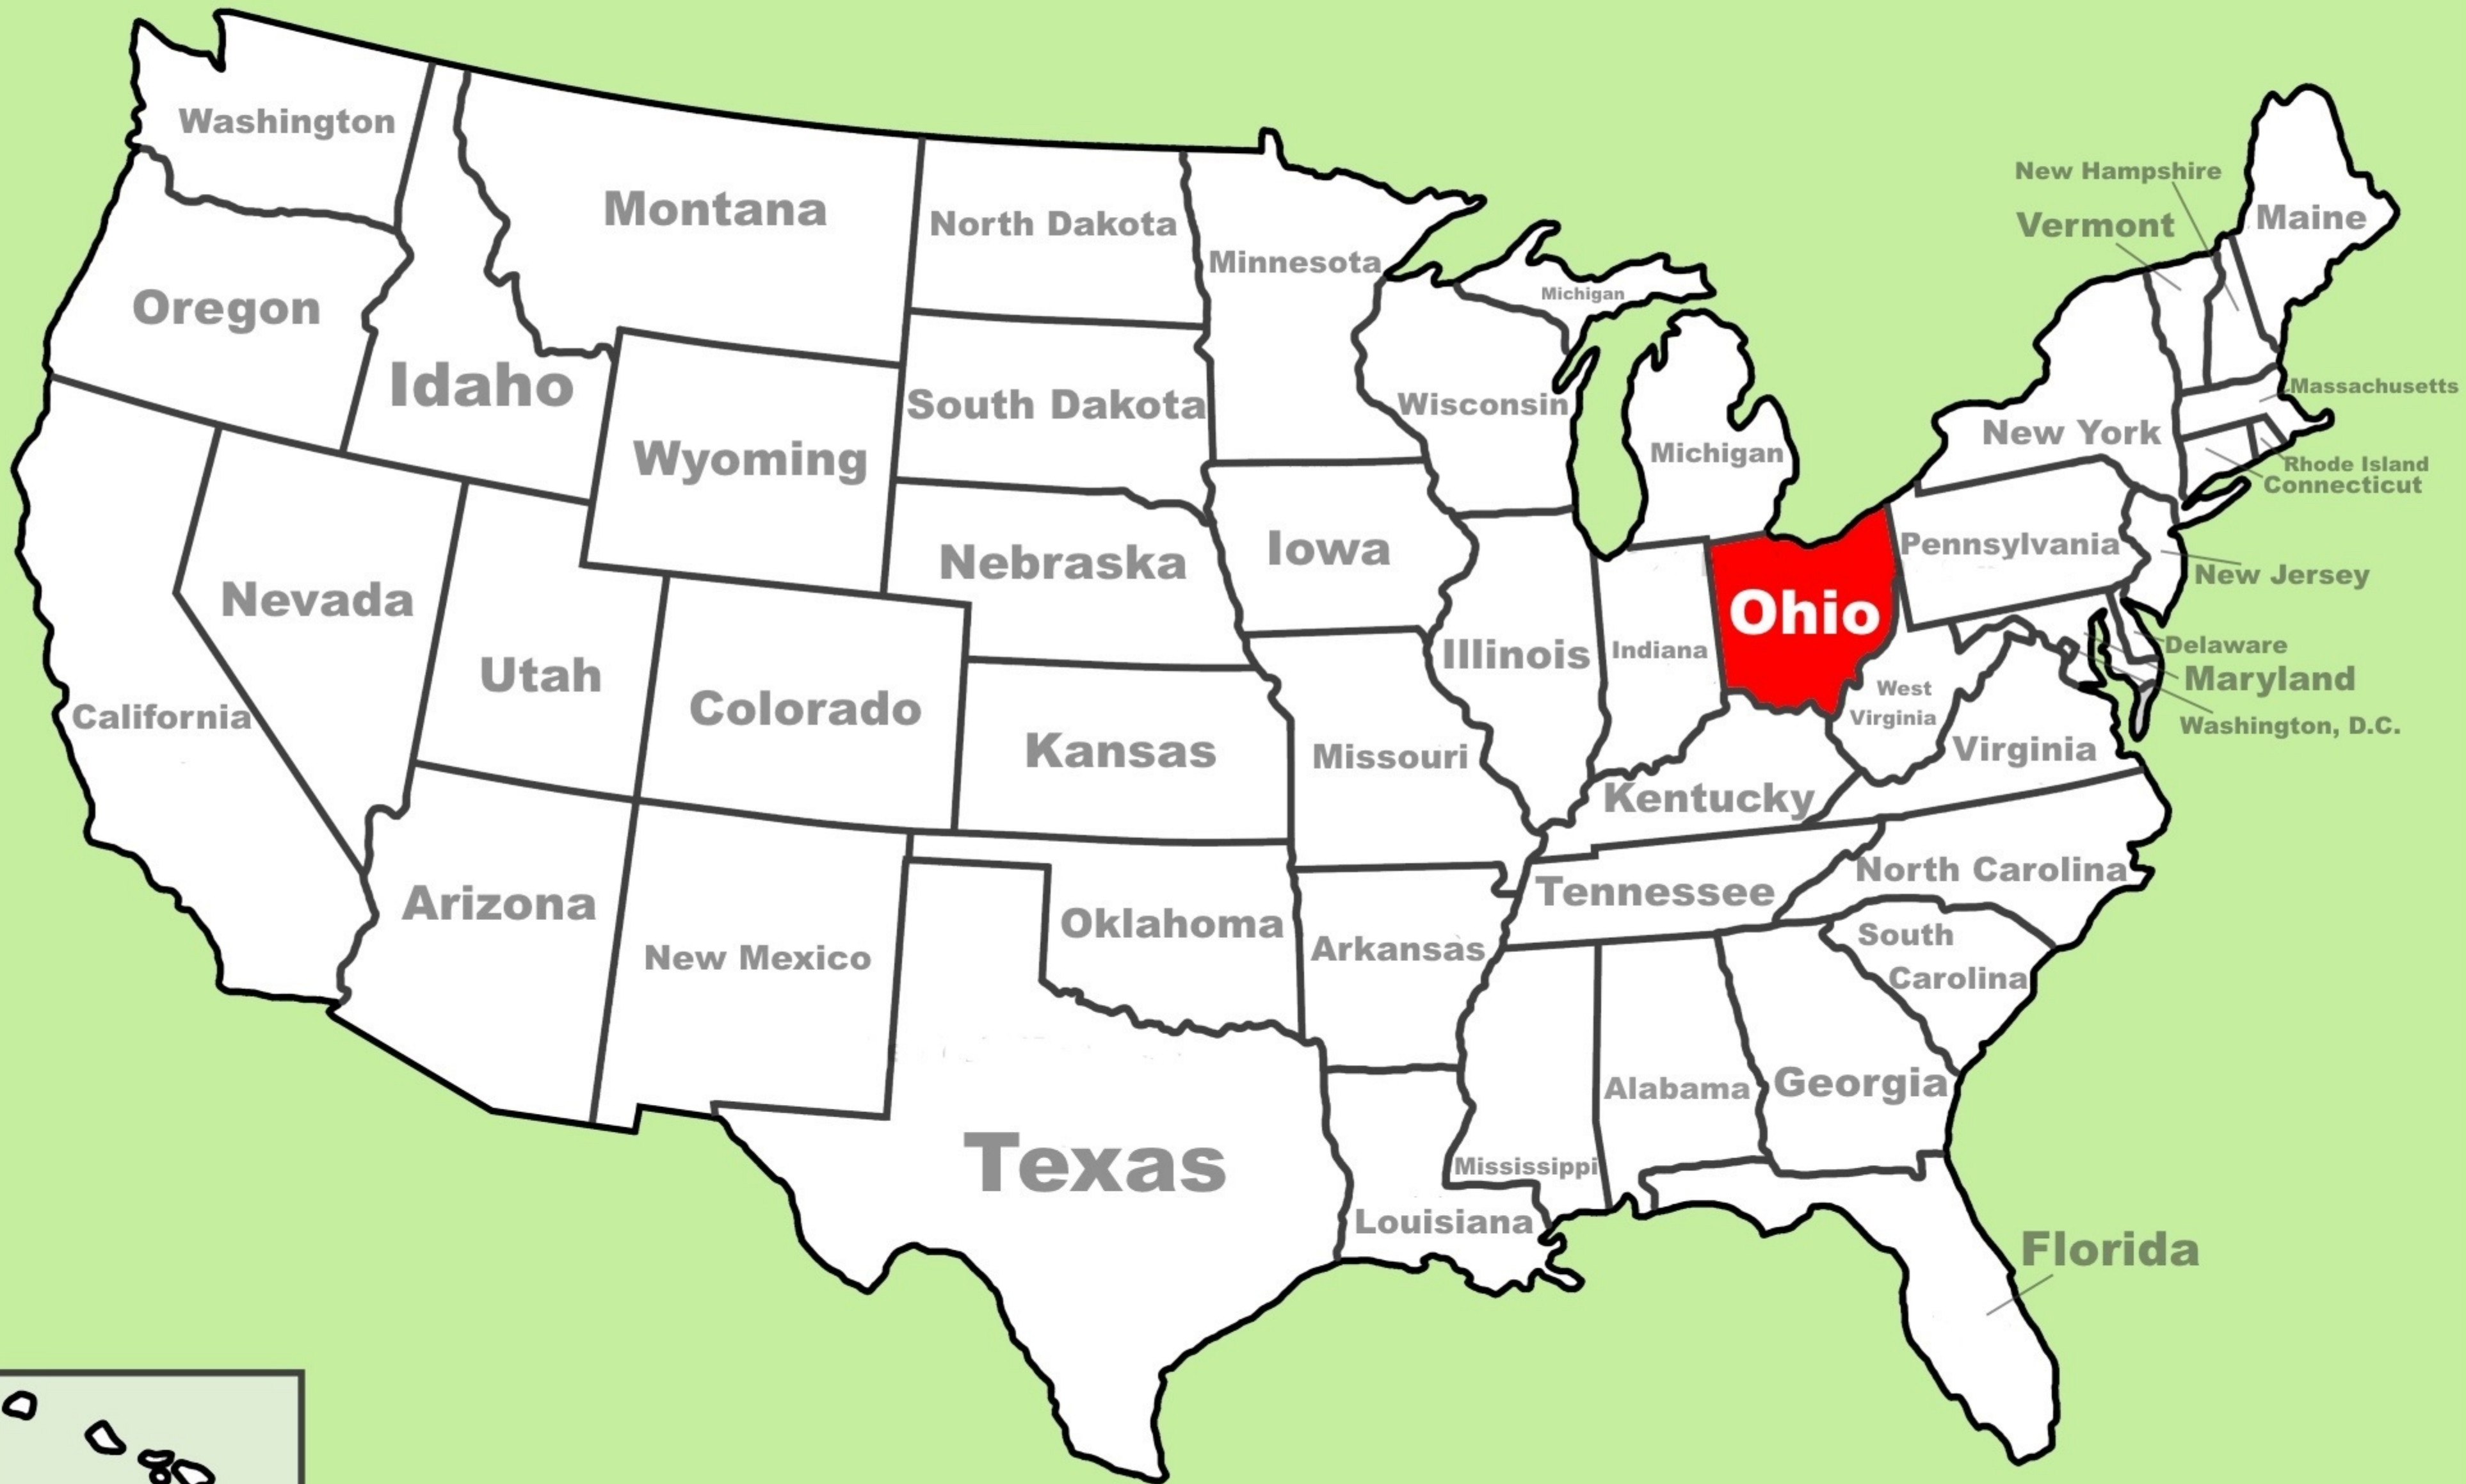 Washington
Montana
North Dakota
Minnesota
New Hampshire
Vermont
Maine
Oregon
Idaho
Michigan
South Dakota
Wisconsin
Michigan
Massachusetts
New York
Wyoming
Rhode Island
Connecticut
Nebraska
Iowa
Pennsylvania
New Jersey
Nevada
Ohio
Illinois
Indiana
Delaware
Utah
Maryland
West
Virginia
Colorado
California
Washington, D.C.
Kansas
Missouri
Virginia
Kentucky
Arizona
North Carolina
Tennessee
Oklahoma
Arkansas
South
Carolina
New Mexico
Alabama
Georgia
Texas
Mississippi
Louisiana
Florida